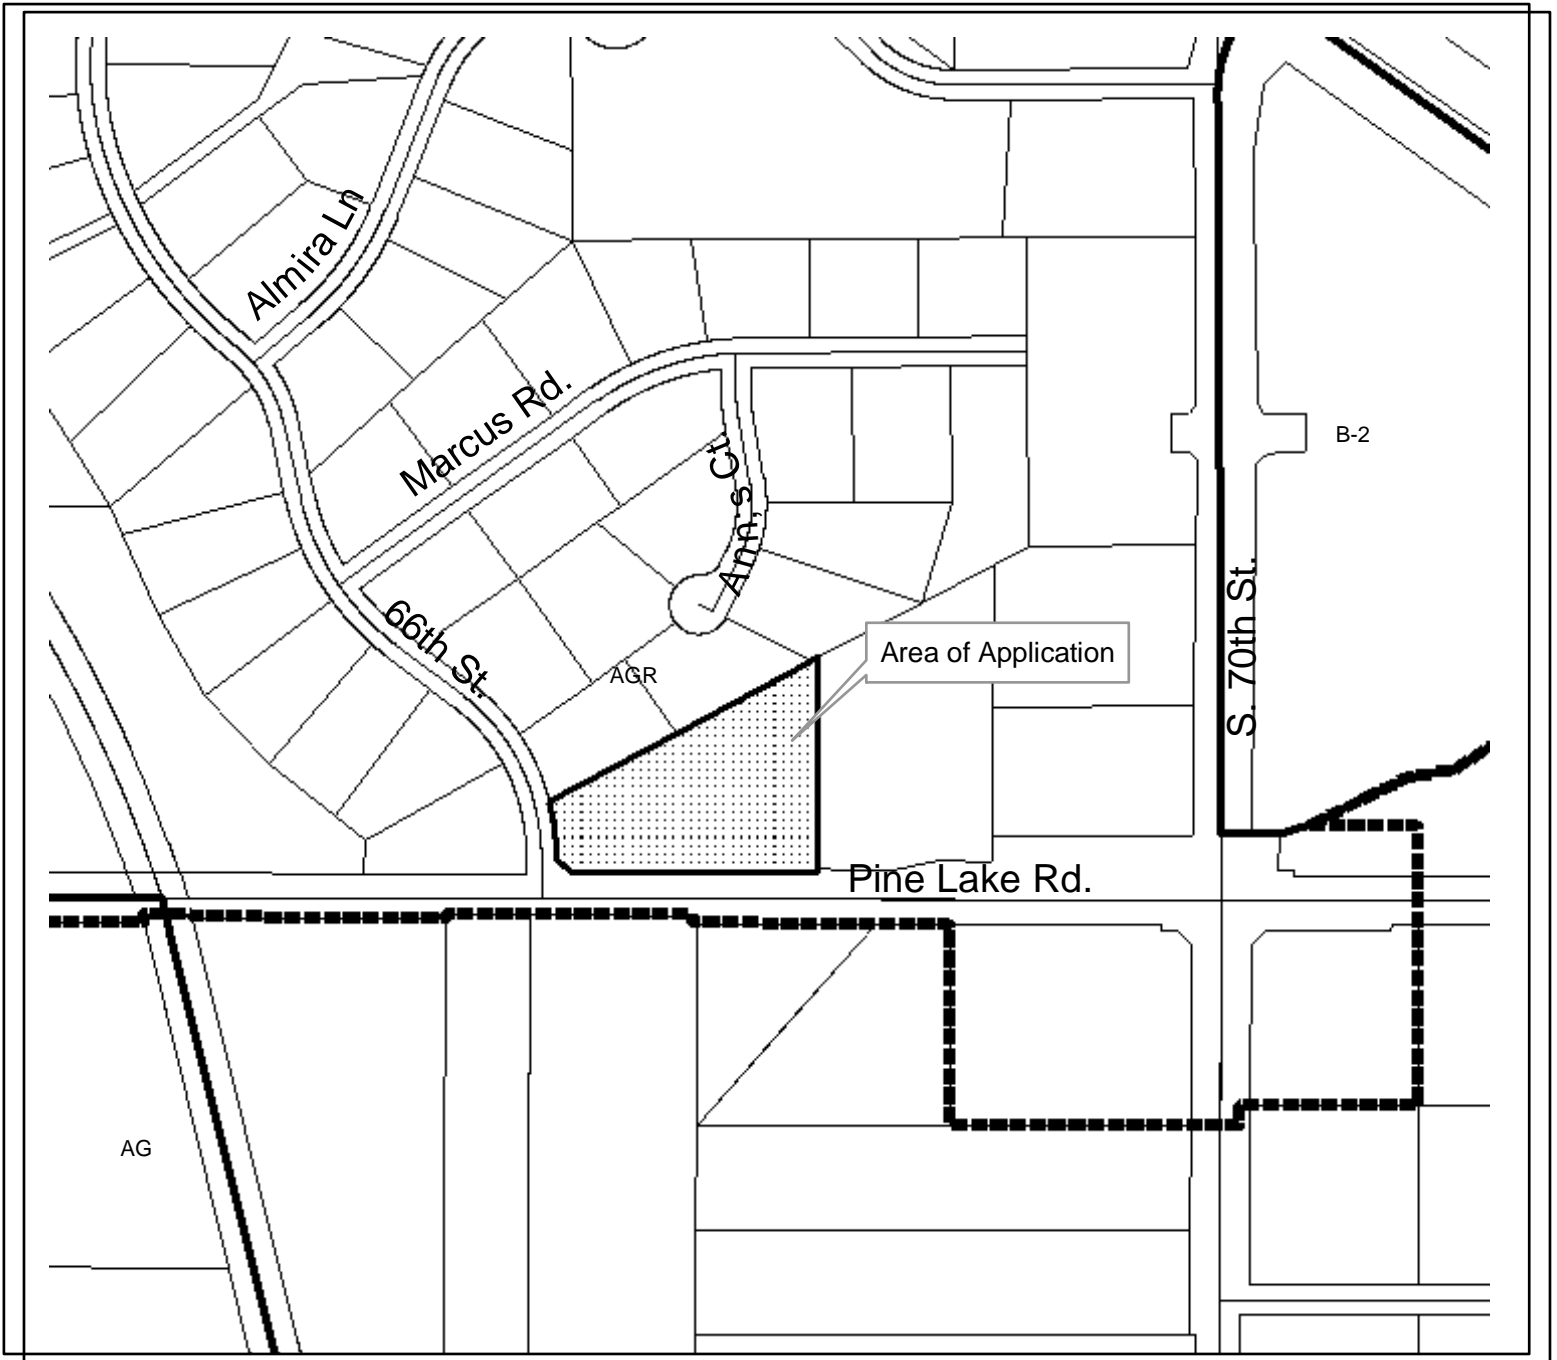 Almira Ln
Marcus Rd.
Ann's Ct.
B-2
66th St.
AGR
Area of Application
S. 70th St.
Pine Lake Rd.
AG